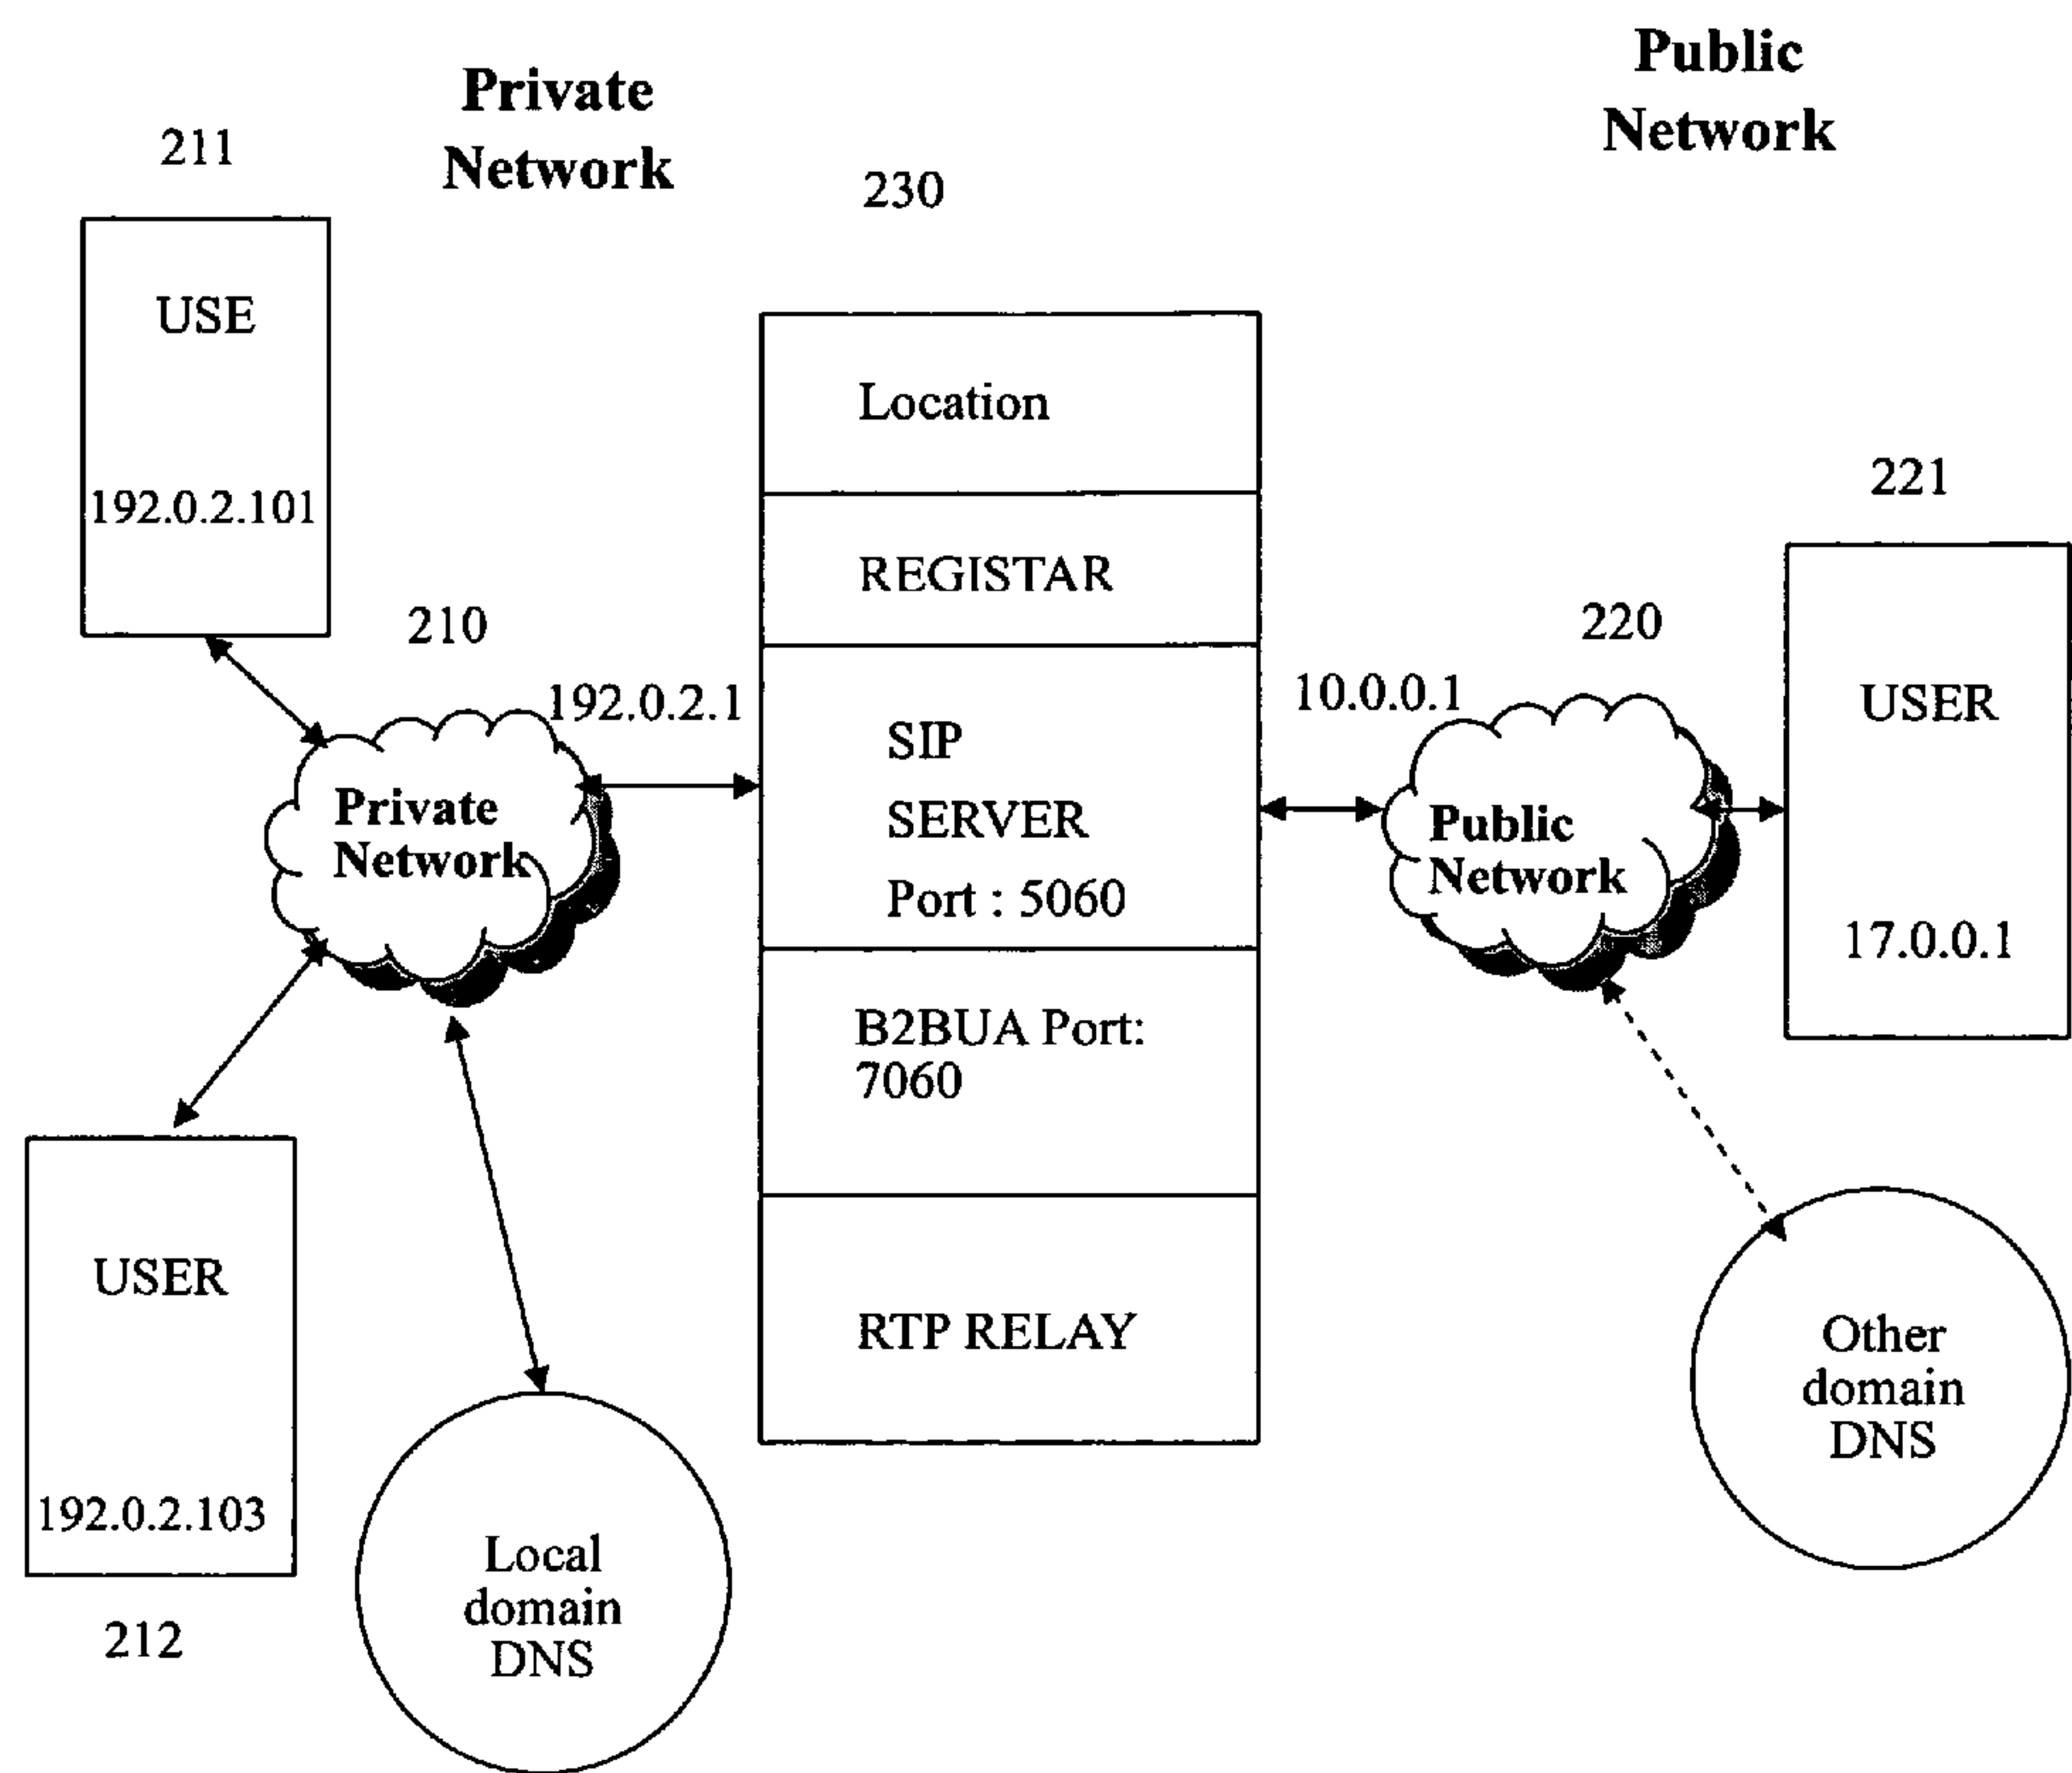 Private
Network
Public
Network
211
230
USE
192.0.2.101
Location
REGISTAR
221
210
220
192.0.2.1
10.0.0.1
SIP
SERVER
Port : 5060
USER
17.0.0.1
Private
Network
Public
Network
B2BUA Port:
7060
USER
192.0.2.103
212
RTP RELAY
Local
domain
DNS
Other
domain
DNS